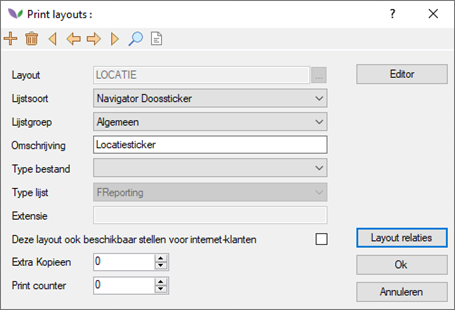 Print layouts :
Layout LOCATIE ... Editor
Lijstsoort Navigator Doossticker
Lijstgroep Algemeen
Omschrijving Locatiesticker
Type bestand
Type lijst FReporting
Extensie
Deze layout ook beschikbaar stellen voor internet-klanten Layout relaties
Extra Kopieen 0 Ok
Print counter 0 Annuleren